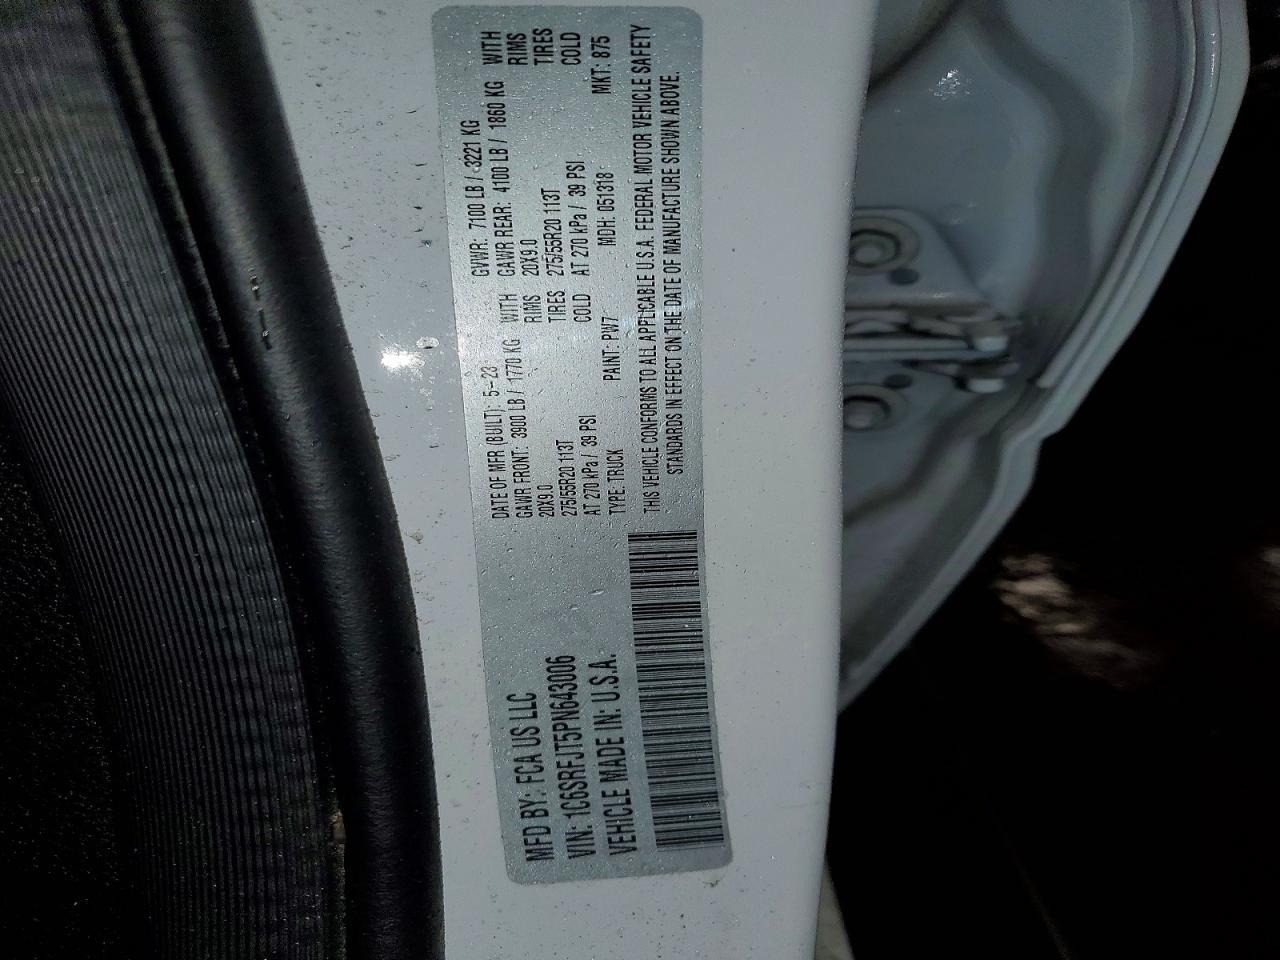 MFD BY: FCA US LLC
VIN: 1C6SRFJT5PN643006
VEHICLE MADE IN: U.S.A.
DATE OF MFR (BUILT): 5-23 GVWR: 7100 LB / 3221 KG
GAWR FRONT: 3900 LB / 1770 KG WITH GAWR REAR: 4100 LB / 1860 KG WITH
20X9.0 RIMS 20X9.0 RIMS
275/55R20 113T TIRES 275/55R20 113T TIRES
AT 270 kPa / 39 PSI COLD AT 270 kPa / 39 PSI COLD
TYPE: TRUCK PAINT: PW7 MDH: 051318 MKT: 875
THIS VEHICLE CONFORMS TO ALL APPLICABLE U.S.A. FEDERAL MOTOR VEHICLE SAFETY
STANDARDS IN EFFECT ON THE DATE OF MANUFACTURE SHOWN ABOVE.